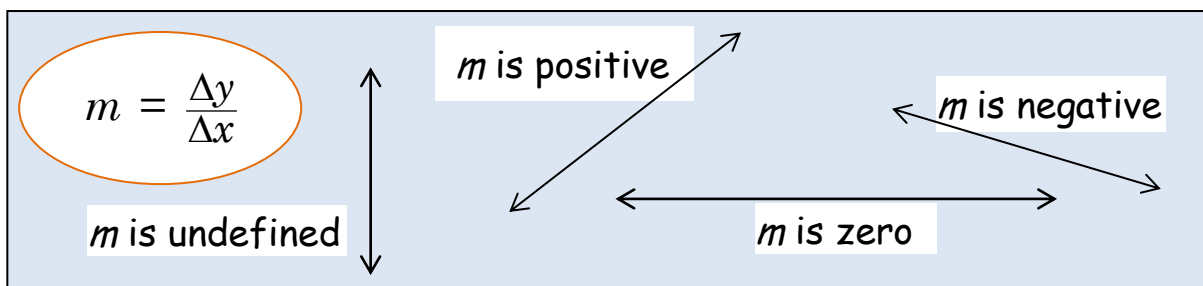 m = Δy/Δx
m is positive
m is negative
m is undefined
m is zero